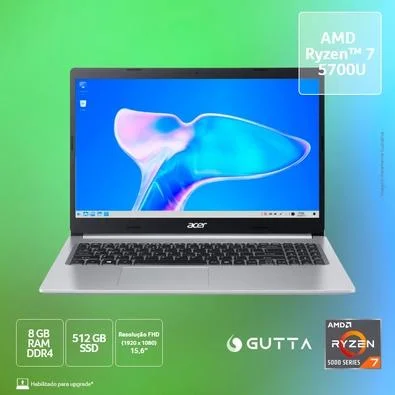 AMD
Ryzen™ 7
5700U
acer
8 GB
RAM
DDR4
512 GB
SSD
Resolução FHD
(1920 x 1080)
15,6"
GUTTA
AMD
RYZEN
5000 SERIES
7
Habilitado para upgrade*